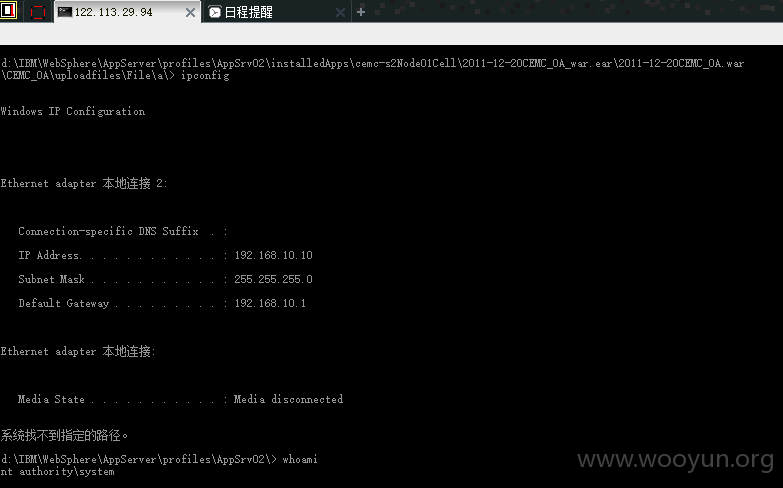 122.113.29.94
日程提醒
d:\IBM\WebSphere\AppServer\profiles\AppSrv02\installedApps\cemc-s2Node01Cell\2011-12-20CEMC_OA_war.ear\2011-12-20CEMC_OA.war
\CEMC_OA\uploadfiles\File\a\> ipconfig
Windows IP Configuration
Ethernet adapter 本地连接 2:
Connection-specific DNS Suffix . :
IP Address. . . . . . . . . . . . : 192.168.10.10
Subnet Mask . . . . . . . . . . . : 255.255.255.0
Default Gateway . . . . . . . . . : 192.168.10.1
Ethernet adapter 本地连接:
Media State . . . . . . . . . . . : Media disconnected
系统找不到指定的路径。
d:\IBM\WebSphere\AppServer\profiles\AppSrv02\> whoami
nt authority\system
www.wooyun.org